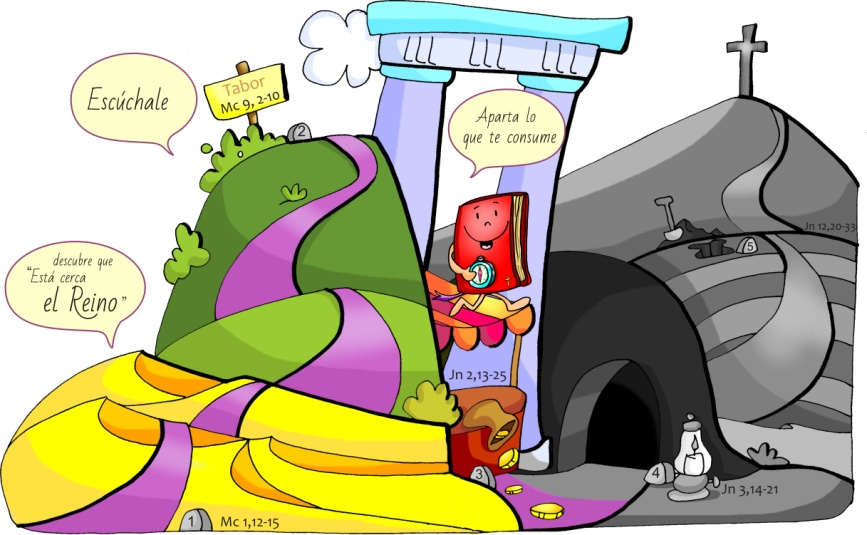 Tabor
Mc 9, 2-10
2
Escúchale
Aparta lo
que te consume
descubre que
"Está cerca
el Reino"
Jn 12,20-33
5
Jn 2,13-25
3
4
Jn 3,14-21
1
Mc 1,12-15